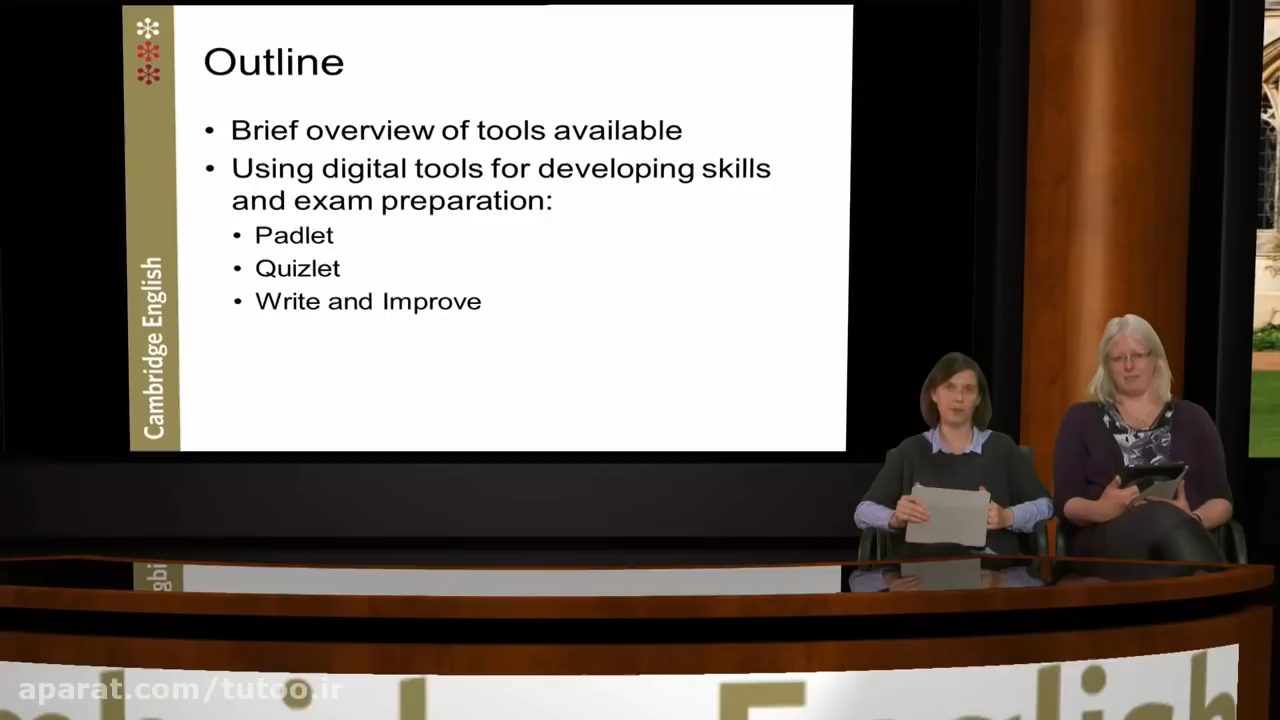 Outline
• Brief overview of tools available
• Using digital tools for developing skills
and exam preparation:
• Padlet
• Quizlet
• Write and Improve
Cambridge English
aparat.com/tutoo.ir
English